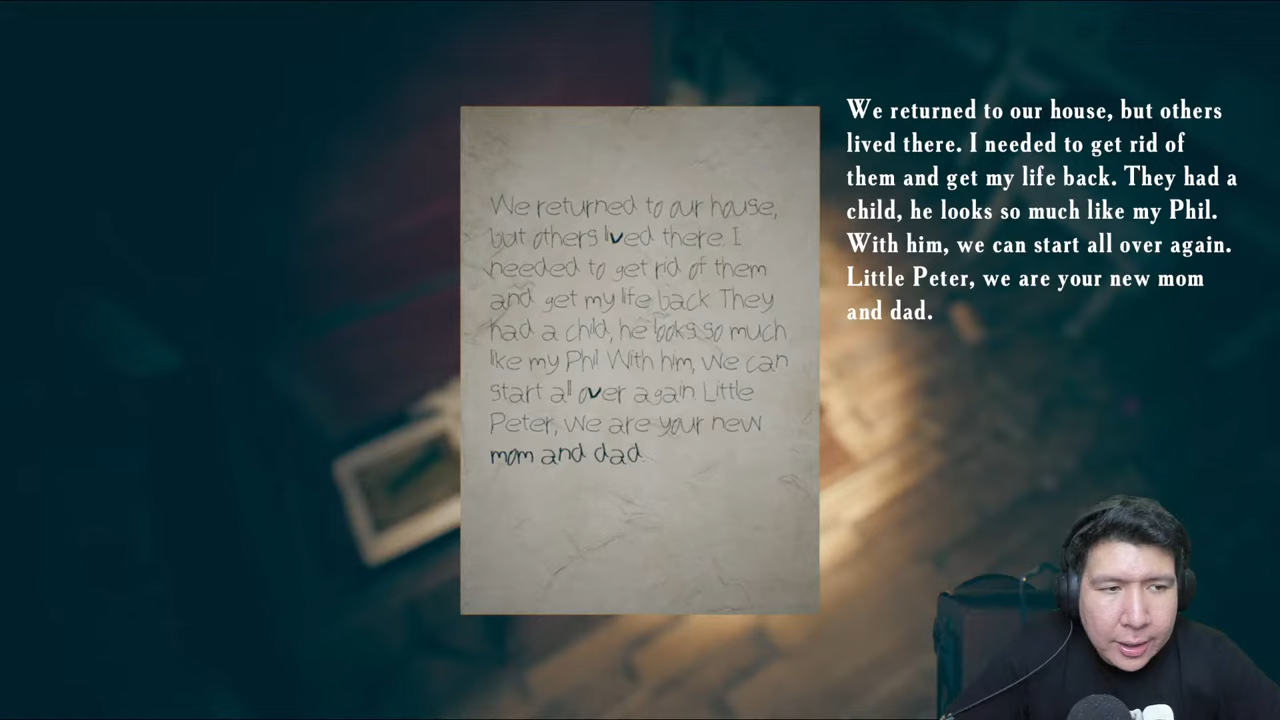 We returned to our house,
but others lived there. I
needed to get rid of them
and get my life back They
had a child, he looks so much
like my Phil With him, we can
start all over again Little
Peter, we are your new
mom and dad
We returned to our house, but others
lived there. I needed to get rid of
them and get my life back. They had a
child, he looks so much like my Phil.
With him, we can start all over again.
Little Peter, we are your new mom
and dad.